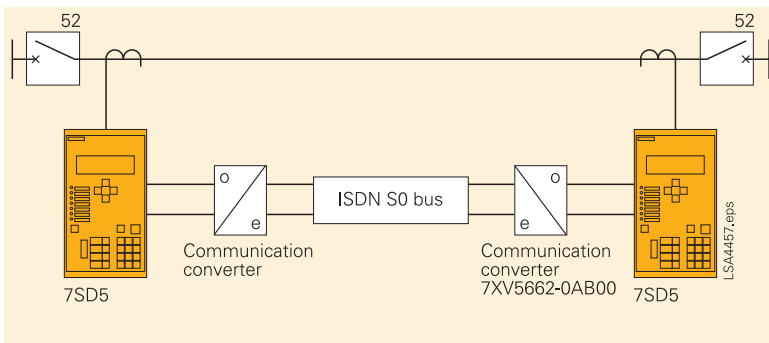 52
52
o
e
ISDN S0 bus
o
e
Communication
converter
Communication
converter
7XV5662-0AB00
7SD5
7SD5
LSA4457.eps